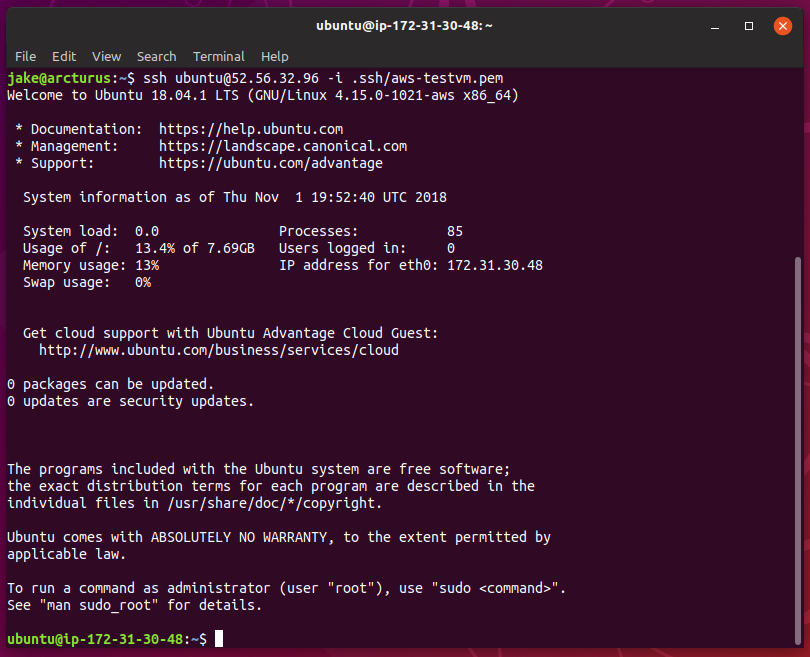 ubuntu@ip-172-31-30-48: ~
File Edit View Search Terminal Help
jake@arcturus:~$ ssh ubuntu@52.56.32.96 -i .ssh/aws-testvm.pem
Welcome to Ubuntu 18.04.1 LTS (GNU/Linux 4.15.0-1021-aws x86_64)

 * Documentation:  https://help.ubuntu.com
 * Management:     https://landscape.canonical.com
 * Support:        https://ubuntu.com/advantage

  System information as of Thu Nov  1 19:52:40 UTC 2018

  System load:  0.0               Processes:           85
  Usage of /:   13.4% of 7.69GB   Users logged in:     0
  Memory usage: 13%               IP address for eth0: 172.31.30.48
  Swap usage:   0%

  Get cloud support with Ubuntu Advantage Cloud Guest:
    http://www.ubuntu.com/business/services/cloud

0 packages can be updated.
0 updates are security updates.

The programs included with the Ubuntu system are free software;
the exact distribution terms for each program are described in the
individual files in /usr/share/doc/*/copyright.

Ubuntu comes with ABSOLUTELY NO WARRANTY, to the extent permitted by
applicable law.

To run a command as administrator (user "root"), use "sudo <command>".
See "man sudo_root" for details.

ubuntu@ip-172-31-30-48:~$